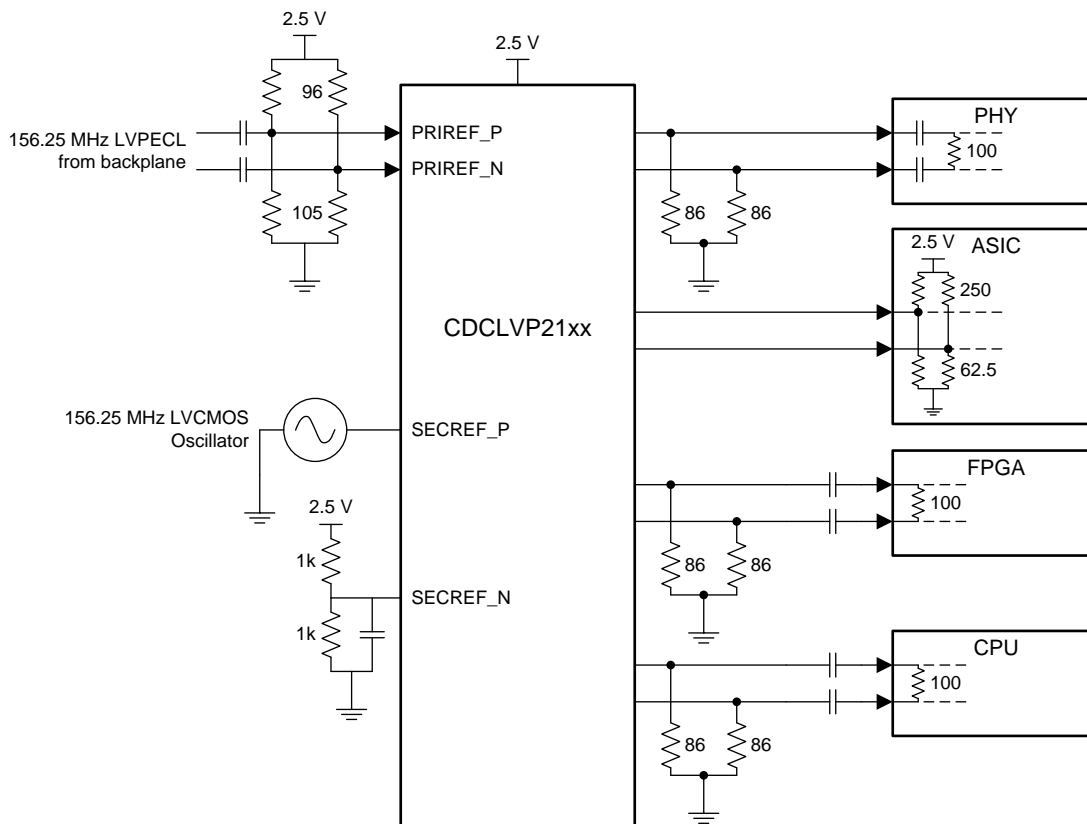 2.5 V
96
156.25 MHz LVPECL
from backplane
105
PRIREF_P
PRIREF_N
2.5 V
CDCLVP21xx
156.25 MHz LVCMOS
Oscillator
SECREF_P
2.5 V
1k
1k
SECREF_N
86
86
PHY
100
ASIC
2.5 V
250
62.5
86
86
FPGA
100
86
86
CPU
100